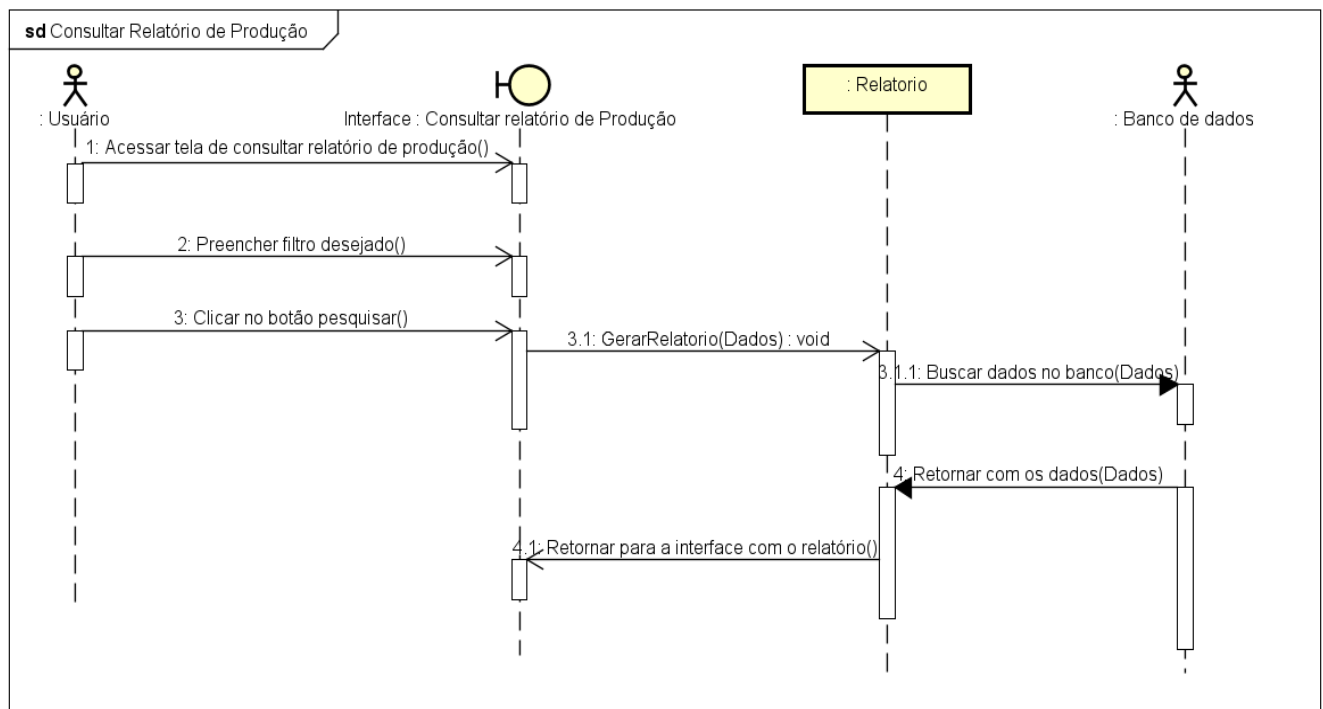 sd Consultar Relatório de Produção
: Usuário
Interface : Consultar relatório de Produção
: Relatorio
: Banco de dados
1: Acessar tela de consultar relatório de produção()
2: Preencher filtro desejado()
3: Clicar no botão pesquisar()
3.1: GerarRelatorio(Dados) : void
3.1.1: Buscar dados no banco(Dados)
4: Retornar com os dados(Dados)
4.1: Retornar para a interface com o relatório()